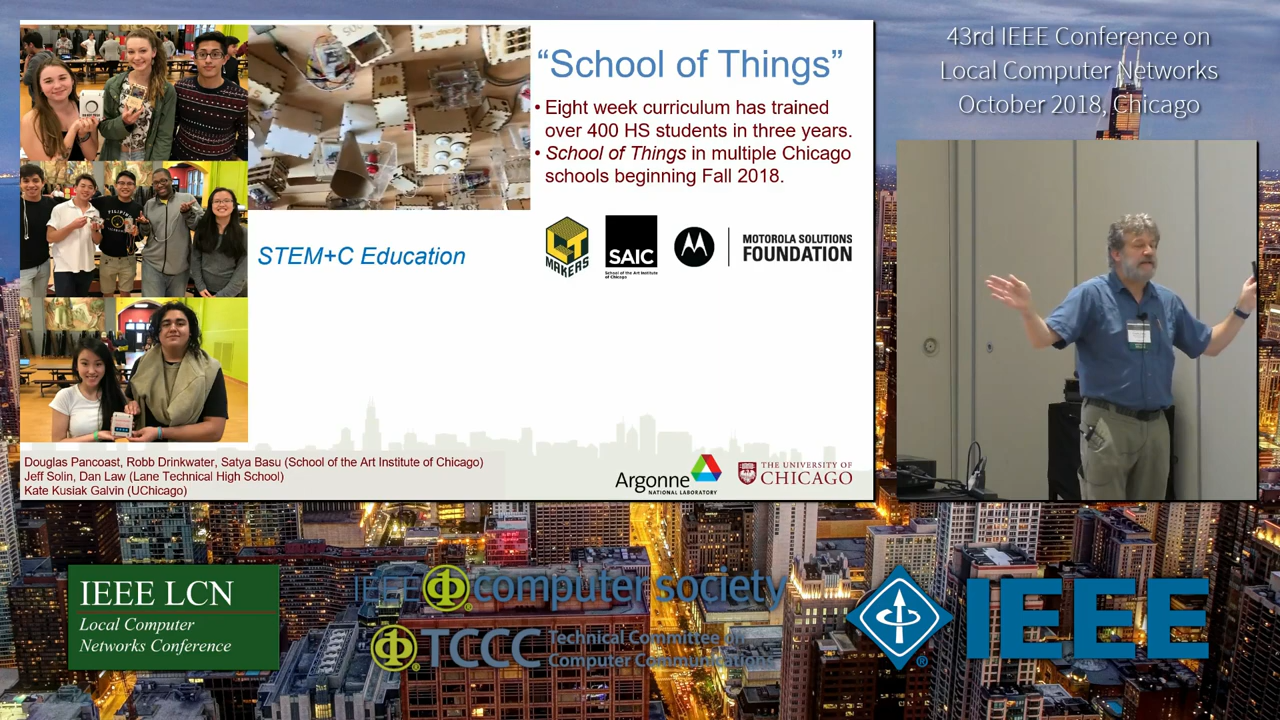 “School of Things”
• Eight week curriculum has trained
over 400 HS students in three years.
• School of Things in multiple Chicago
schools beginning Fall 2018.
LT
MAKERS
SAIC
School of the Art Institute
of Chicago
MOTOROLA SOLUTIONS
FOUNDATION
STEM+C Education
Douglas Pancoast, Robb Drinkwater, Satya Basu (School of the Art Institute of Chicago)
Jeff Solin, Dan Law (Lane Technical High School)
Kate Kusiak Galvin (UChicago)
Argonne
NATIONAL LABORATORY
THE UNIVERSITY OF
CHICAGO
43rd IEEE Conference on
Local Computer Networks
October 2018, Chicago
IEEE LCN
Local Computer
Networks Conference
IEEE computer society
TCCC Technical Committee on
Computer Communications
IEEE
®